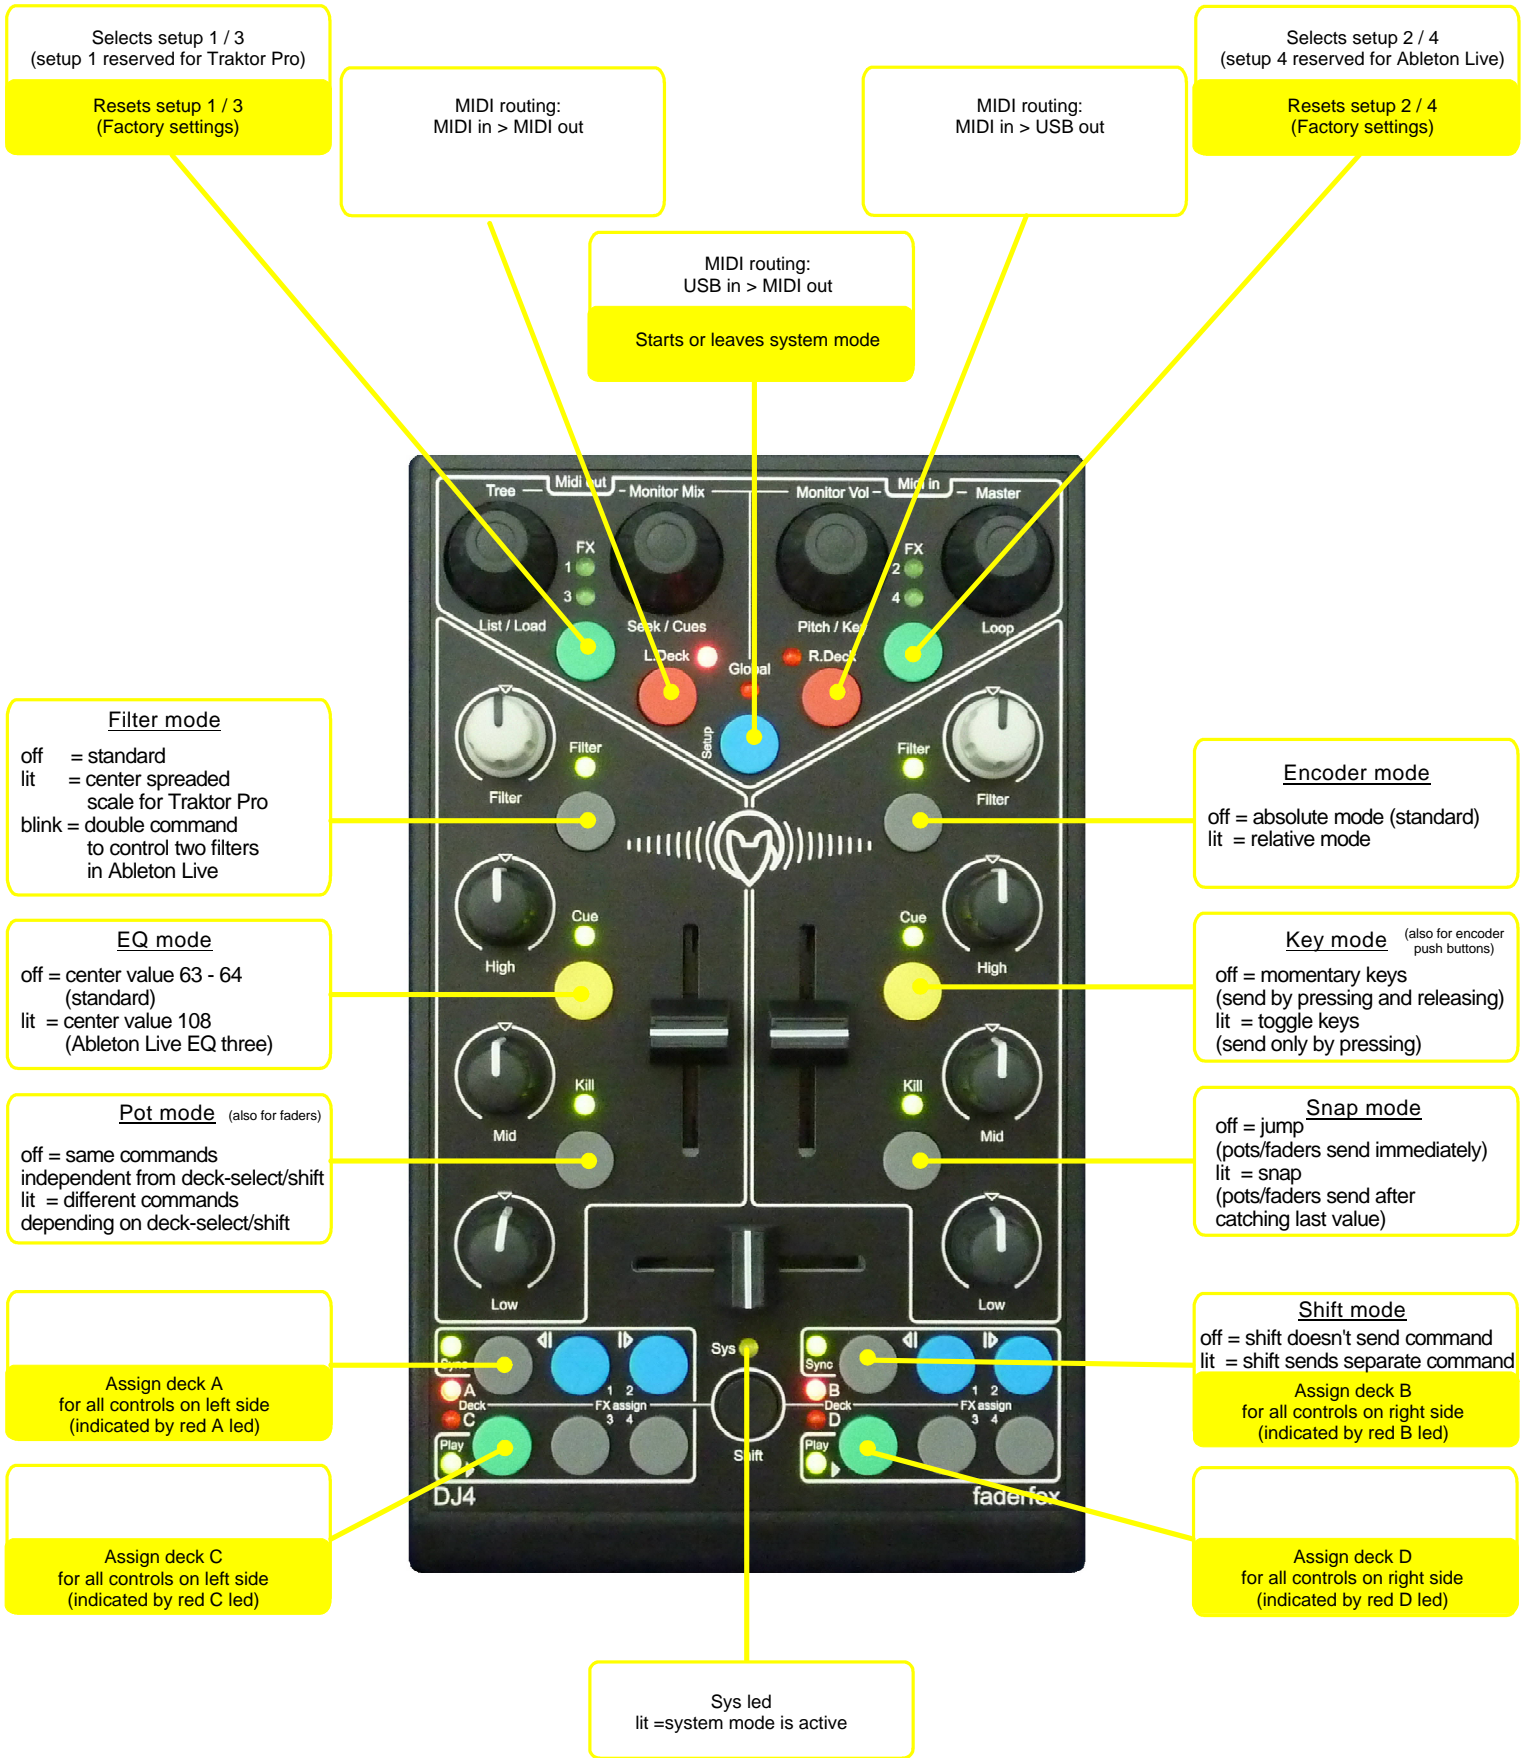 Selects setup 1 / 3
(setup 1 reserved for Traktor Pro)
Resets setup 1 / 3
(Factory settings)
MIDI routing:
MIDI in > MIDI out
MIDI routing:
MIDI in > USB out
Selects setup 2 / 4
(setup 4 reserved for Ableton Live)
Resets setup 2 / 4
(Factory settings)
MIDI routing:
USB in > MIDI out
Starts or leaves system mode
Tree
Midi out
Monitor Mix
Monitor Vol
Midi in
Master
FX
1
3
FX
2
4
List / Load
Seek / Cues
Pitch / Key
Loop
L.Deck
Global
R.Deck
Setup
Filter
Filter
Filter
Filter
Filter mode
off = standard
lit = center spreaded
scale for Traktor Pro
blink = double command
to control two filters
in Ableton Live
Encoder mode
off = absolute mode (standard)
lit = relative mode
Cue
High
Cue
High
EQ mode
off = center value 63 - 64
(standard)
lit = center value 108
(Ableton Live EQ three)
Key mode (also for encoder
push buttons)
off = momentary keys
(send by pressing and releasing)
lit = toggle keys
(send only by pressing)
Kill
Mid
Kill
Mid
Pot mode (also for faders)
off = same commands
independent from deck-select/shift
lit = different commands
depending on deck-select/shift
Snap mode
off = jump
(pots/faders send immediately)
lit = snap
(pots/faders send after
catching last value)
Low
Low
Assign deck A
for all controls on left side
(indicated by red A led)
Shift mode
off = shift doesn't send command
lit = shift sends separate command
Assign deck B
for all controls on right side
(indicated by red B led)
Sync
A
Deck
C
Play
1 2
FX assign
3 4
Sys
Shift
Sync
B
Deck
D
Play
1 2
FX assign
3 4
DJ4
faderfox
Assign deck C
for all controls on left side
(indicated by red C led)
Assign deck D
for all controls on right side
(indicated by red D led)
Sys led
lit =system mode is active